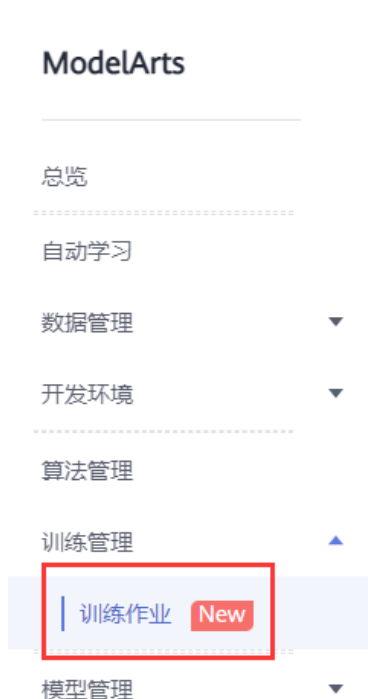 ModelArts
总览
自动学习
数据管理
开发环境
算法管理
训练管理
训练作业 New
模型管理